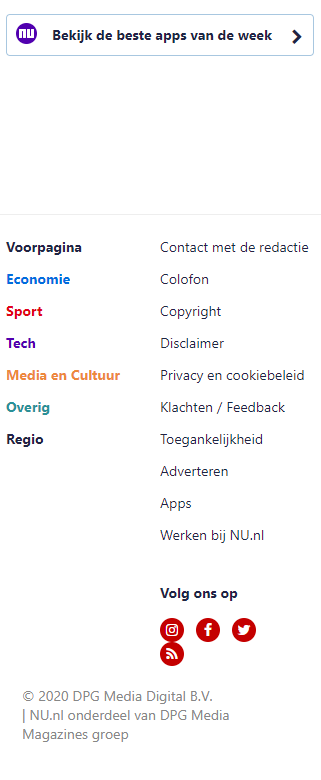 NU Bekijk de beste apps van de week
Voorpagina
Economie
Sport
Tech
Media en Cultuur
Overig
Regio
Contact met de redactie
Colofon
Copyright
Disclaimer
Privacy en cookiebeleid
Klachten / Feedback
Toegankelijkheid
Adverteren
Apps
Werken bij NU.nl
Volg ons op
© 2020 DPG Media Digital B.V.
| NU.nl onderdeel van DPG Media
Magazines groep